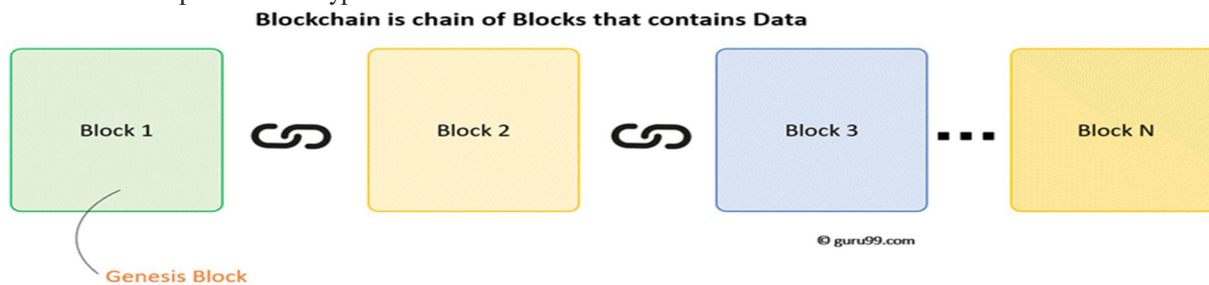 Blockchain is chain of Blocks that contains Data
Block 1
Block 2
Block 3
Block N
© guru99.com
Genesis Block